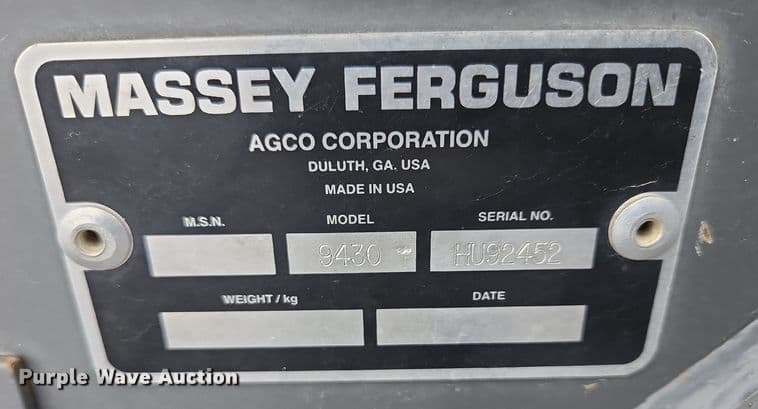 MASSEY FERGUSON
AGCO CORPORATION
DULUTH, GA. USA
MADE IN USA
M.S.N. MODEL SERIAL NO.
9430 HU92452
WEIGHT / kg DATE
Purple Wave Auction